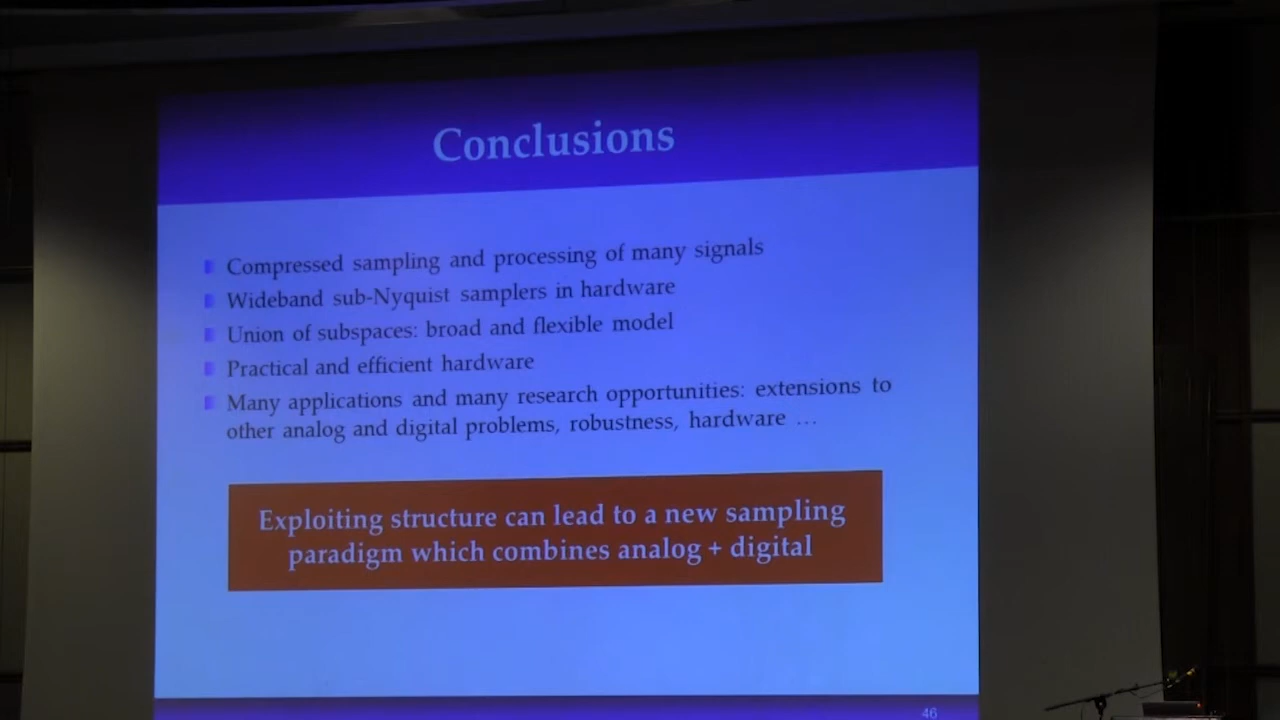 Conclusions
Compressed sampling and processing of many signals
Wideband sub-Nyquist samplers in hardware
Union of subspaces: broad and flexible model
Practical and efficient hardware
Many applications and many research opportunities: extensions to
other analog and digital problems, robustness, hardware …
Exploiting structure can lead to a new sampling
paradigm which combines analog + digital
46